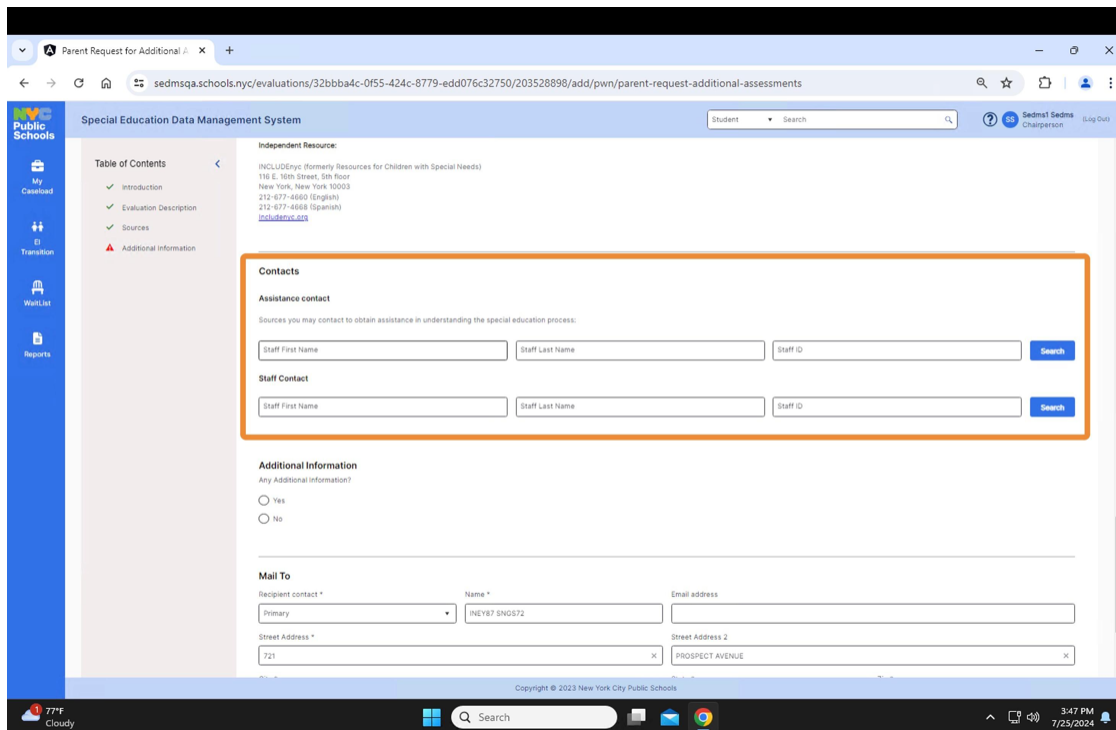 Parent Request for Additional A
sedmsqa.schools.nyc/evaluations/32bbba4c-0f55-424c-8779-edd076c32750/203528898/add/pwn/parent-request-additional-assessments
NYC
Public
Schools
Special Education Data Management System
Student
Search
SS
Sedms1 Sedms
Chairperson
(Log Out)
My
Caseload
EI
Transition
WaitList
Reports
Table of Contents
Introduction
Evaluation Description
Sources
Additional Information
Independent Resource:
INCLUDEnyc (formerly Resources for Children with Special Needs)
116 E. 16th Street, 5th floor
New York, New York 10003
212-677-4660 (English)
212-677-4668 (Spanish)
includenyc.org
Contacts
Assistance contact
Sources you may contact to obtain assistance in understanding the special education process:
Staff First Name
Staff Last Name
Staff ID
Search
Staff Contact
Staff First Name
Staff Last Name
Staff ID
Search
Additional Information
Any Additional Information?
Yes
No
Mail To
Recipient contact *
Name *
Email address
Primary
INEY87 SNGS72
Street Address *
Street Address 2
721
PROSPECT AVENUE
Copyright © 2023 New York City Public Schools
1
77°F
Cloudy
Search
3:47 PM
7/25/2024